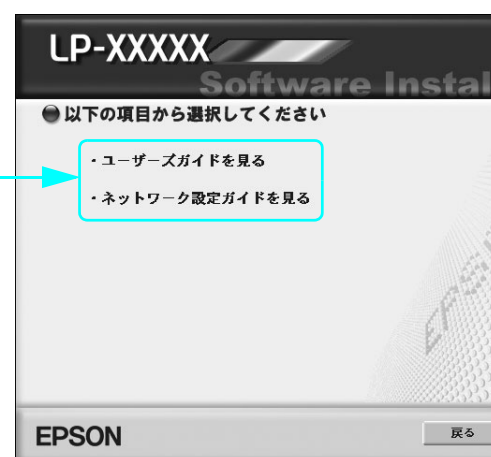 LP-XXXXX
Software Instal
以下の項目から選択してください
・ユーザーズガイドを見る
・ネットワーク設定ガイドを見る
EPSON
戻る